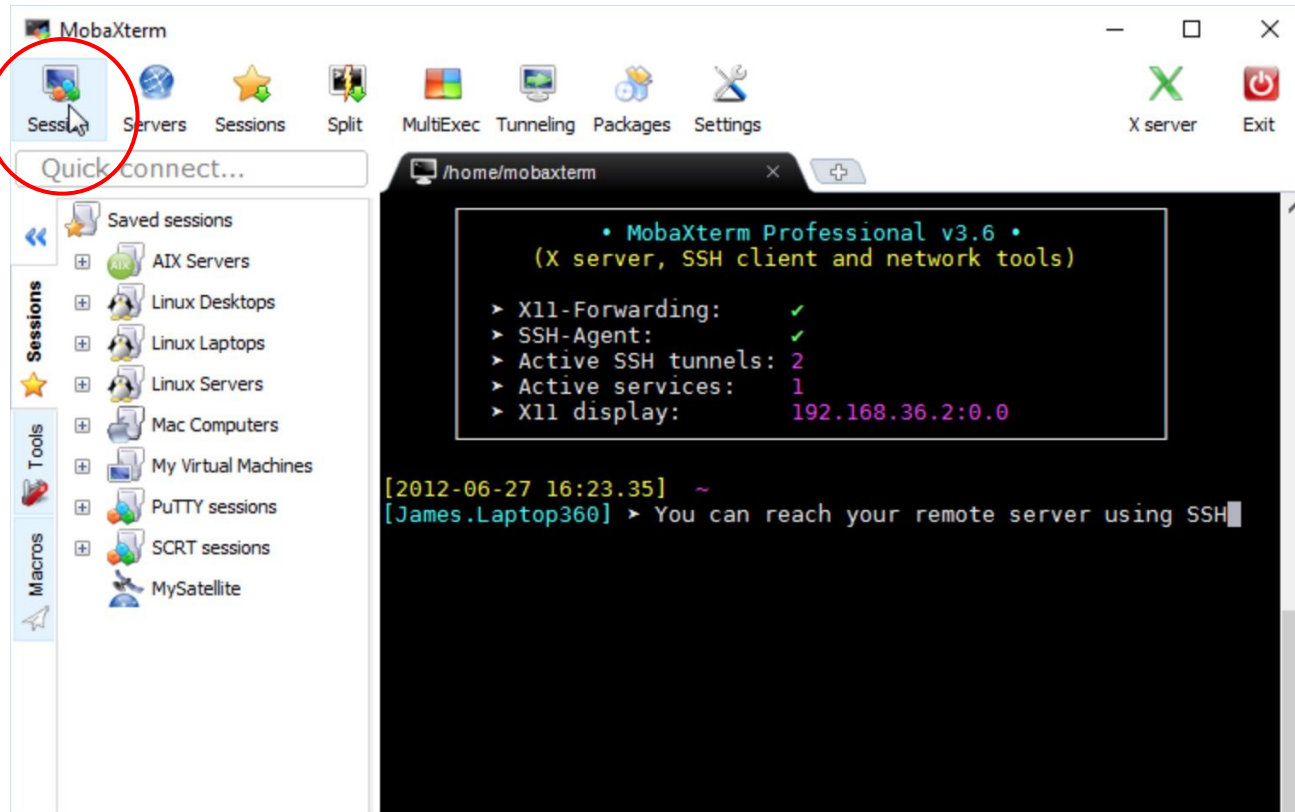 MobaXterm
Session Servers Sessions Split MultiExec Tunneling Packages Settings X server Exit
Quick connect...
/home/mobaxterm
Saved sessions
AIX Servers
Linux Desktops
Linux Laptops
Linux Servers
Mac Computers
My Virtual Machines
PuTTY sessions
SCRT sessions
MySatellite
Sessions
Tools
Macros
• MobaXterm Professional v3.6 •
(X server, SSH client and network tools)
➤ X11-Forwarding: ✔
➤ SSH-Agent: ✔
➤ Active SSH tunnels: 2
➤ Active services: 1
➤ X11 display: 192.168.36.2:0.0
[2012-06-27 16:23.35] ~
[James.Laptop360] ➤ You can reach your remote server using SSH